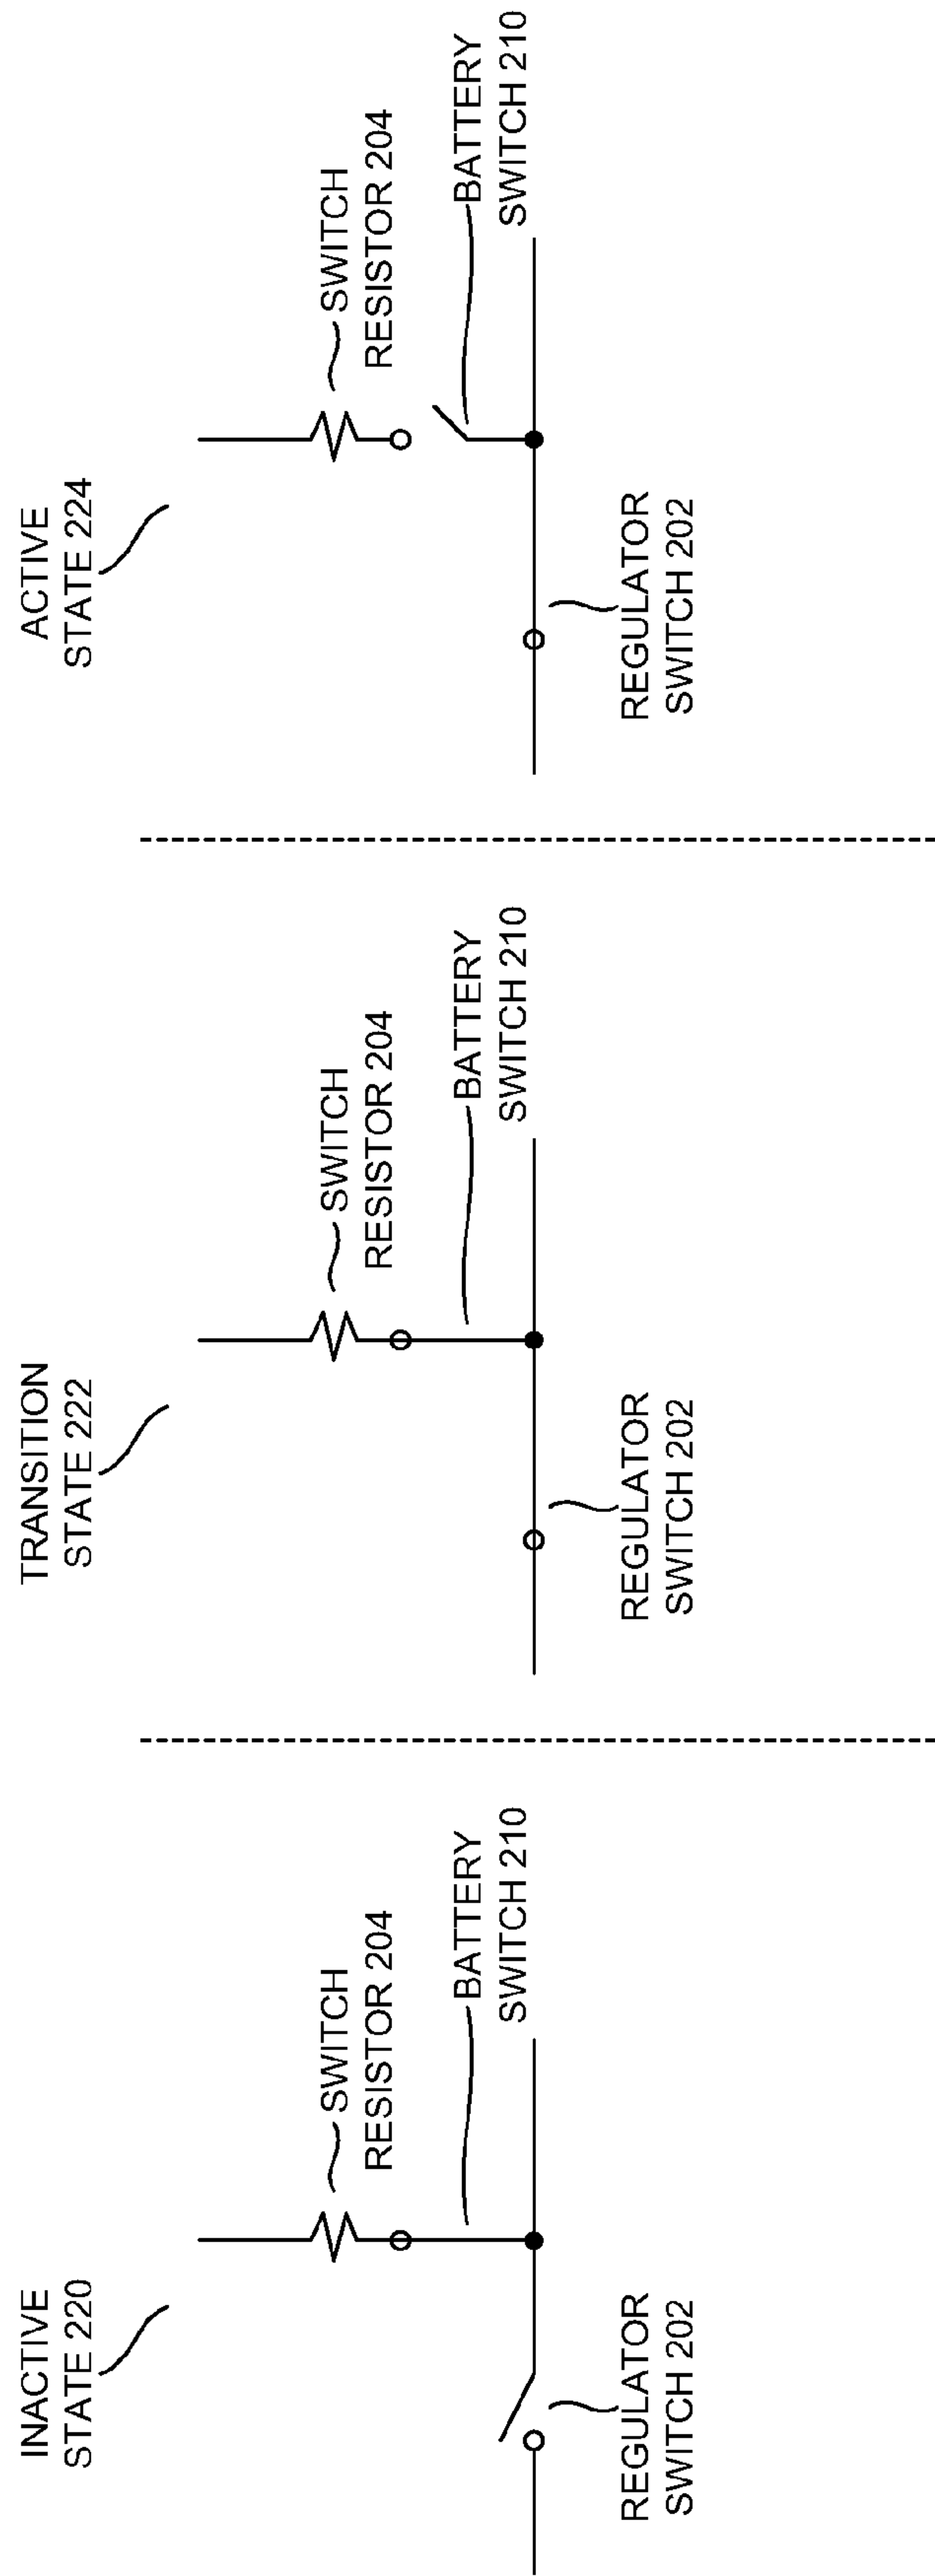 INACTIVE
STATE 220
SWITCH
RESISTOR 204
BATTERY
SWITCH 210
REGULATOR
SWITCH 202
TRANSITION
STATE 222
SWITCH
RESISTOR 204
BATTERY
SWITCH 210
REGULATOR
SWITCH 202
ACTIVE
STATE 224
SWITCH
RESISTOR 204
BATTERY
SWITCH 210
REGULATOR
SWITCH 202